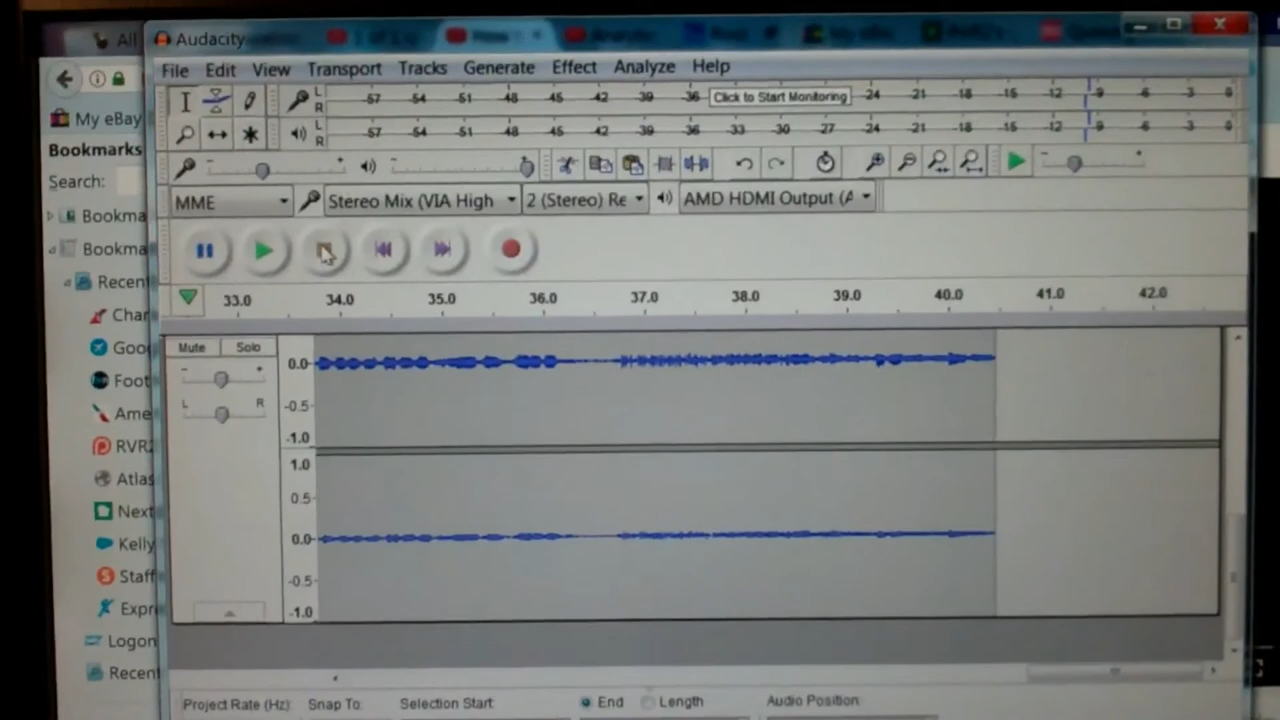 All
Audacity
File Edit View Transport Tracks Generate Effect Analyze Help
L
R
-57 -54 -51 -48 -45 -42 -39 -36 Click to Start Monitoring -24 -21 -18 -15 -12 -9 -6 -3 0
L
R
-57 -54 -51 -48 -45 -42 -39 -36 -33 -30 -27 -24 -21 -18 -15 -12 -9 -6 -3 0
My eBay
Bookmarks
Search:
MME Stereo Mix (VIA High 2 (Stereo) Re AMD HDMI Output (A
Bookma
Bookma
Recent
33.0 34.0 35.0 36.0 37.0 38.0 39.0 40.0 41.0 42.0
Char
Goo
Foot
Ame
RVR
Atlas
Next
Kelly
Staff
Expr
Logon
Recent
Mute Solo
- +
L R
0.0
-0.5
-1.0
1.0
0.5
0.0
-0.5
-1.0
Project Rate (Hz): Snap To: Selection Start: End Length Audio Position: